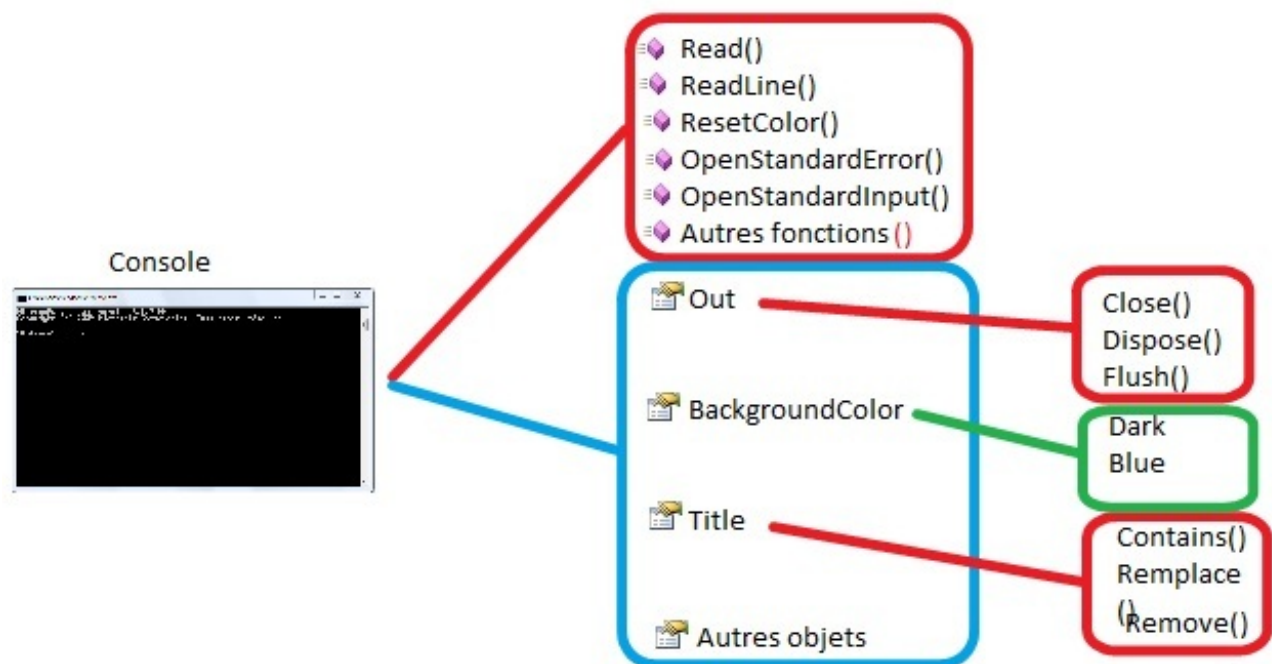 Console
Read()
ReadLine()
ResetColor()
OpenStandardError()
OpenStandardInput()
Autres fonctions ()
Out
BackgroundColor
Title
Autres objets
Close()
Dispose()
Flush()
Dark
Blue
Contains()
Remplace
()
Remove()